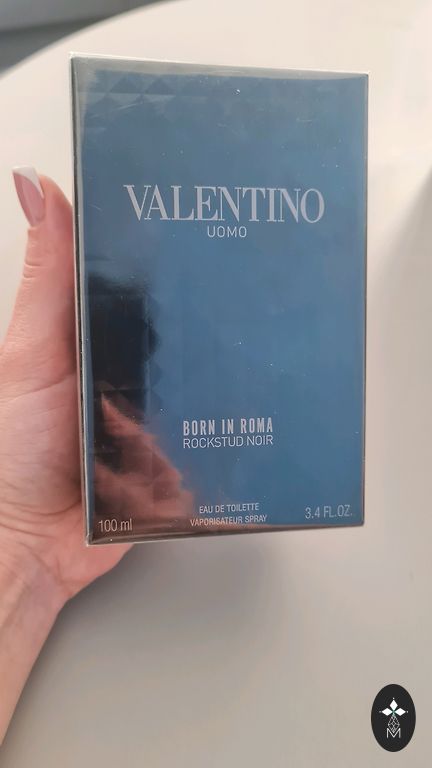 VALENTINO
UOMO
BORN IN ROMA
ROCKSTUD NOIR
EAU DE TOILETTE
100 ml VAPORISATEUR SPRAY 3.4 FL.OZ.
M